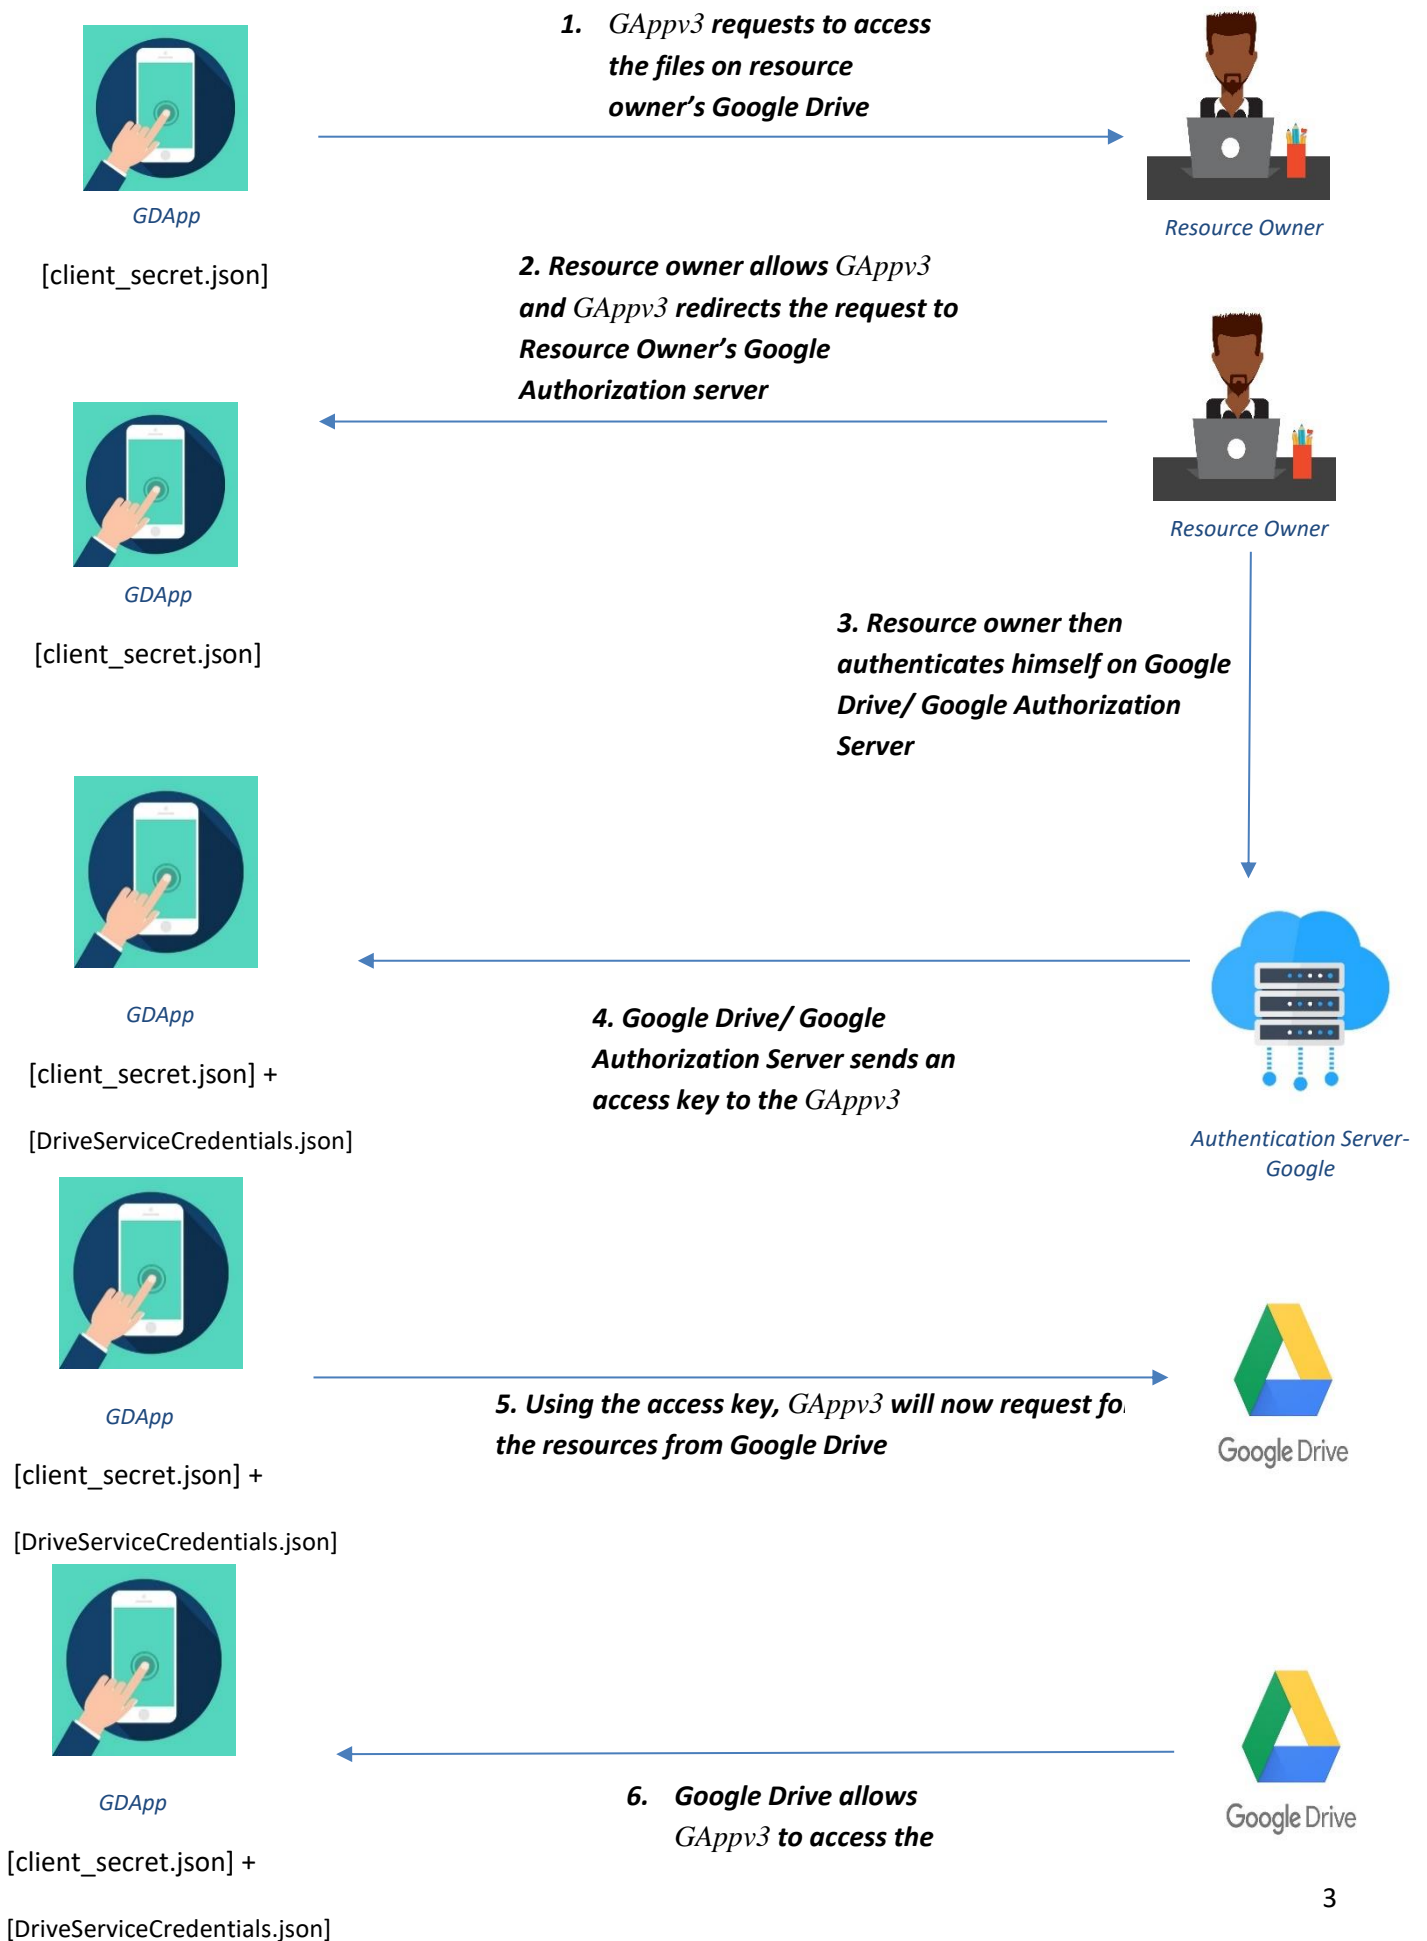 1. GAppv3 requests to access
the files on resource
owner's Google Drive
GDApp
[client_secret.json]
Resource Owner
2. Resource owner allows GAppv3
and GAppv3 redirects the request to
Resource Owner's Google
Authorization server
GDApp
[client_secret.json]
Resource Owner
3. Resource owner then
authenticates himself on Google
Drive/ Google Authorization
Server
GDApp
[client_secret.json] +
[DriveServiceCredentials.json]
4. Google Drive/ Google
Authorization Server sends an
access key to the GAppv3
Authentication Server-
Google
GDApp
[client_secret.json] +
[DriveServiceCredentials.json]
5. Using the access key, GAppv3 will now request
the resources from Google Drive
Google Drive
GDApp
[client_secret.json] +
[DriveServiceCredentials.json]
6. Google Drive allows
GAppv3 to access the
Google Drive
3